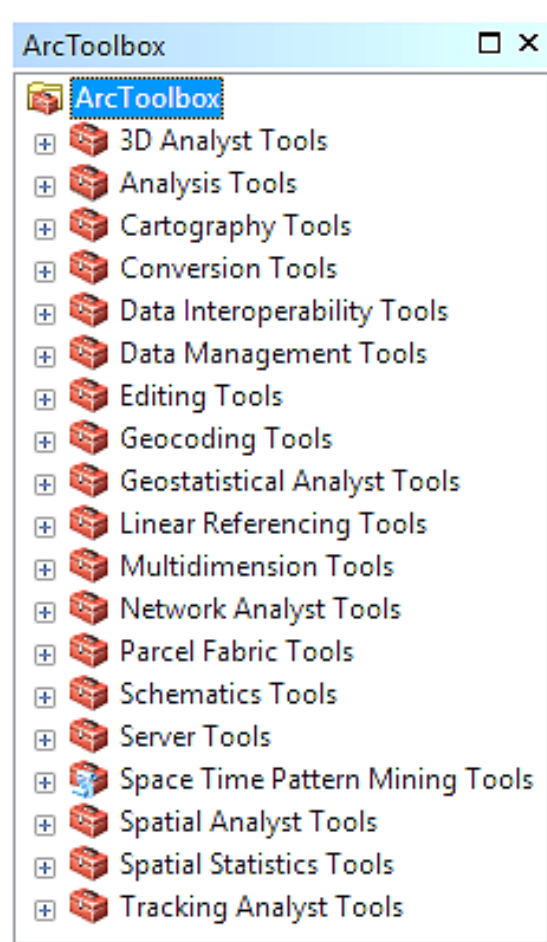 ArcToolbox
ArcToolbox
3D Analyst Tools
Analysis Tools
Cartography Tools
Conversion Tools
Data Interoperability Tools
Data Management Tools
Editing Tools
Geocoding Tools
Geostatistical Analyst Tools
Linear Referencing Tools
Multidimension Tools
Network Analyst Tools
Parcel Fabric Tools
Schematics Tools
Server Tools
Space Time Pattern Mining Tools
Spatial Analyst Tools
Spatial Statistics Tools
Tracking Analyst Tools